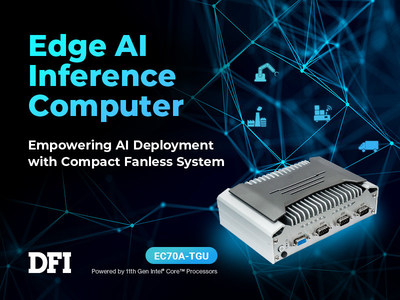 Edge AI
Inference
Computer
Empowering AI Deployment
with Compact Fanless System
DFI
EC70A-TGU
Powered by 11th Gen Intel® Core™ Processors